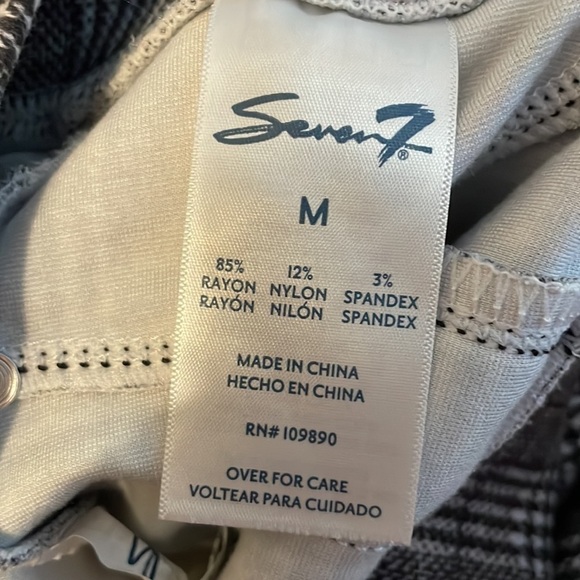 Seven7®
M
85% 12% 3%
RAYON NYLON SPANDEX
RAYÓN NILÓN SPANDEX
MADE IN CHINA
HECHO EN CHINA
RN# 109890
OVER FOR CARE
VOLTEAR PARA CUIDADO